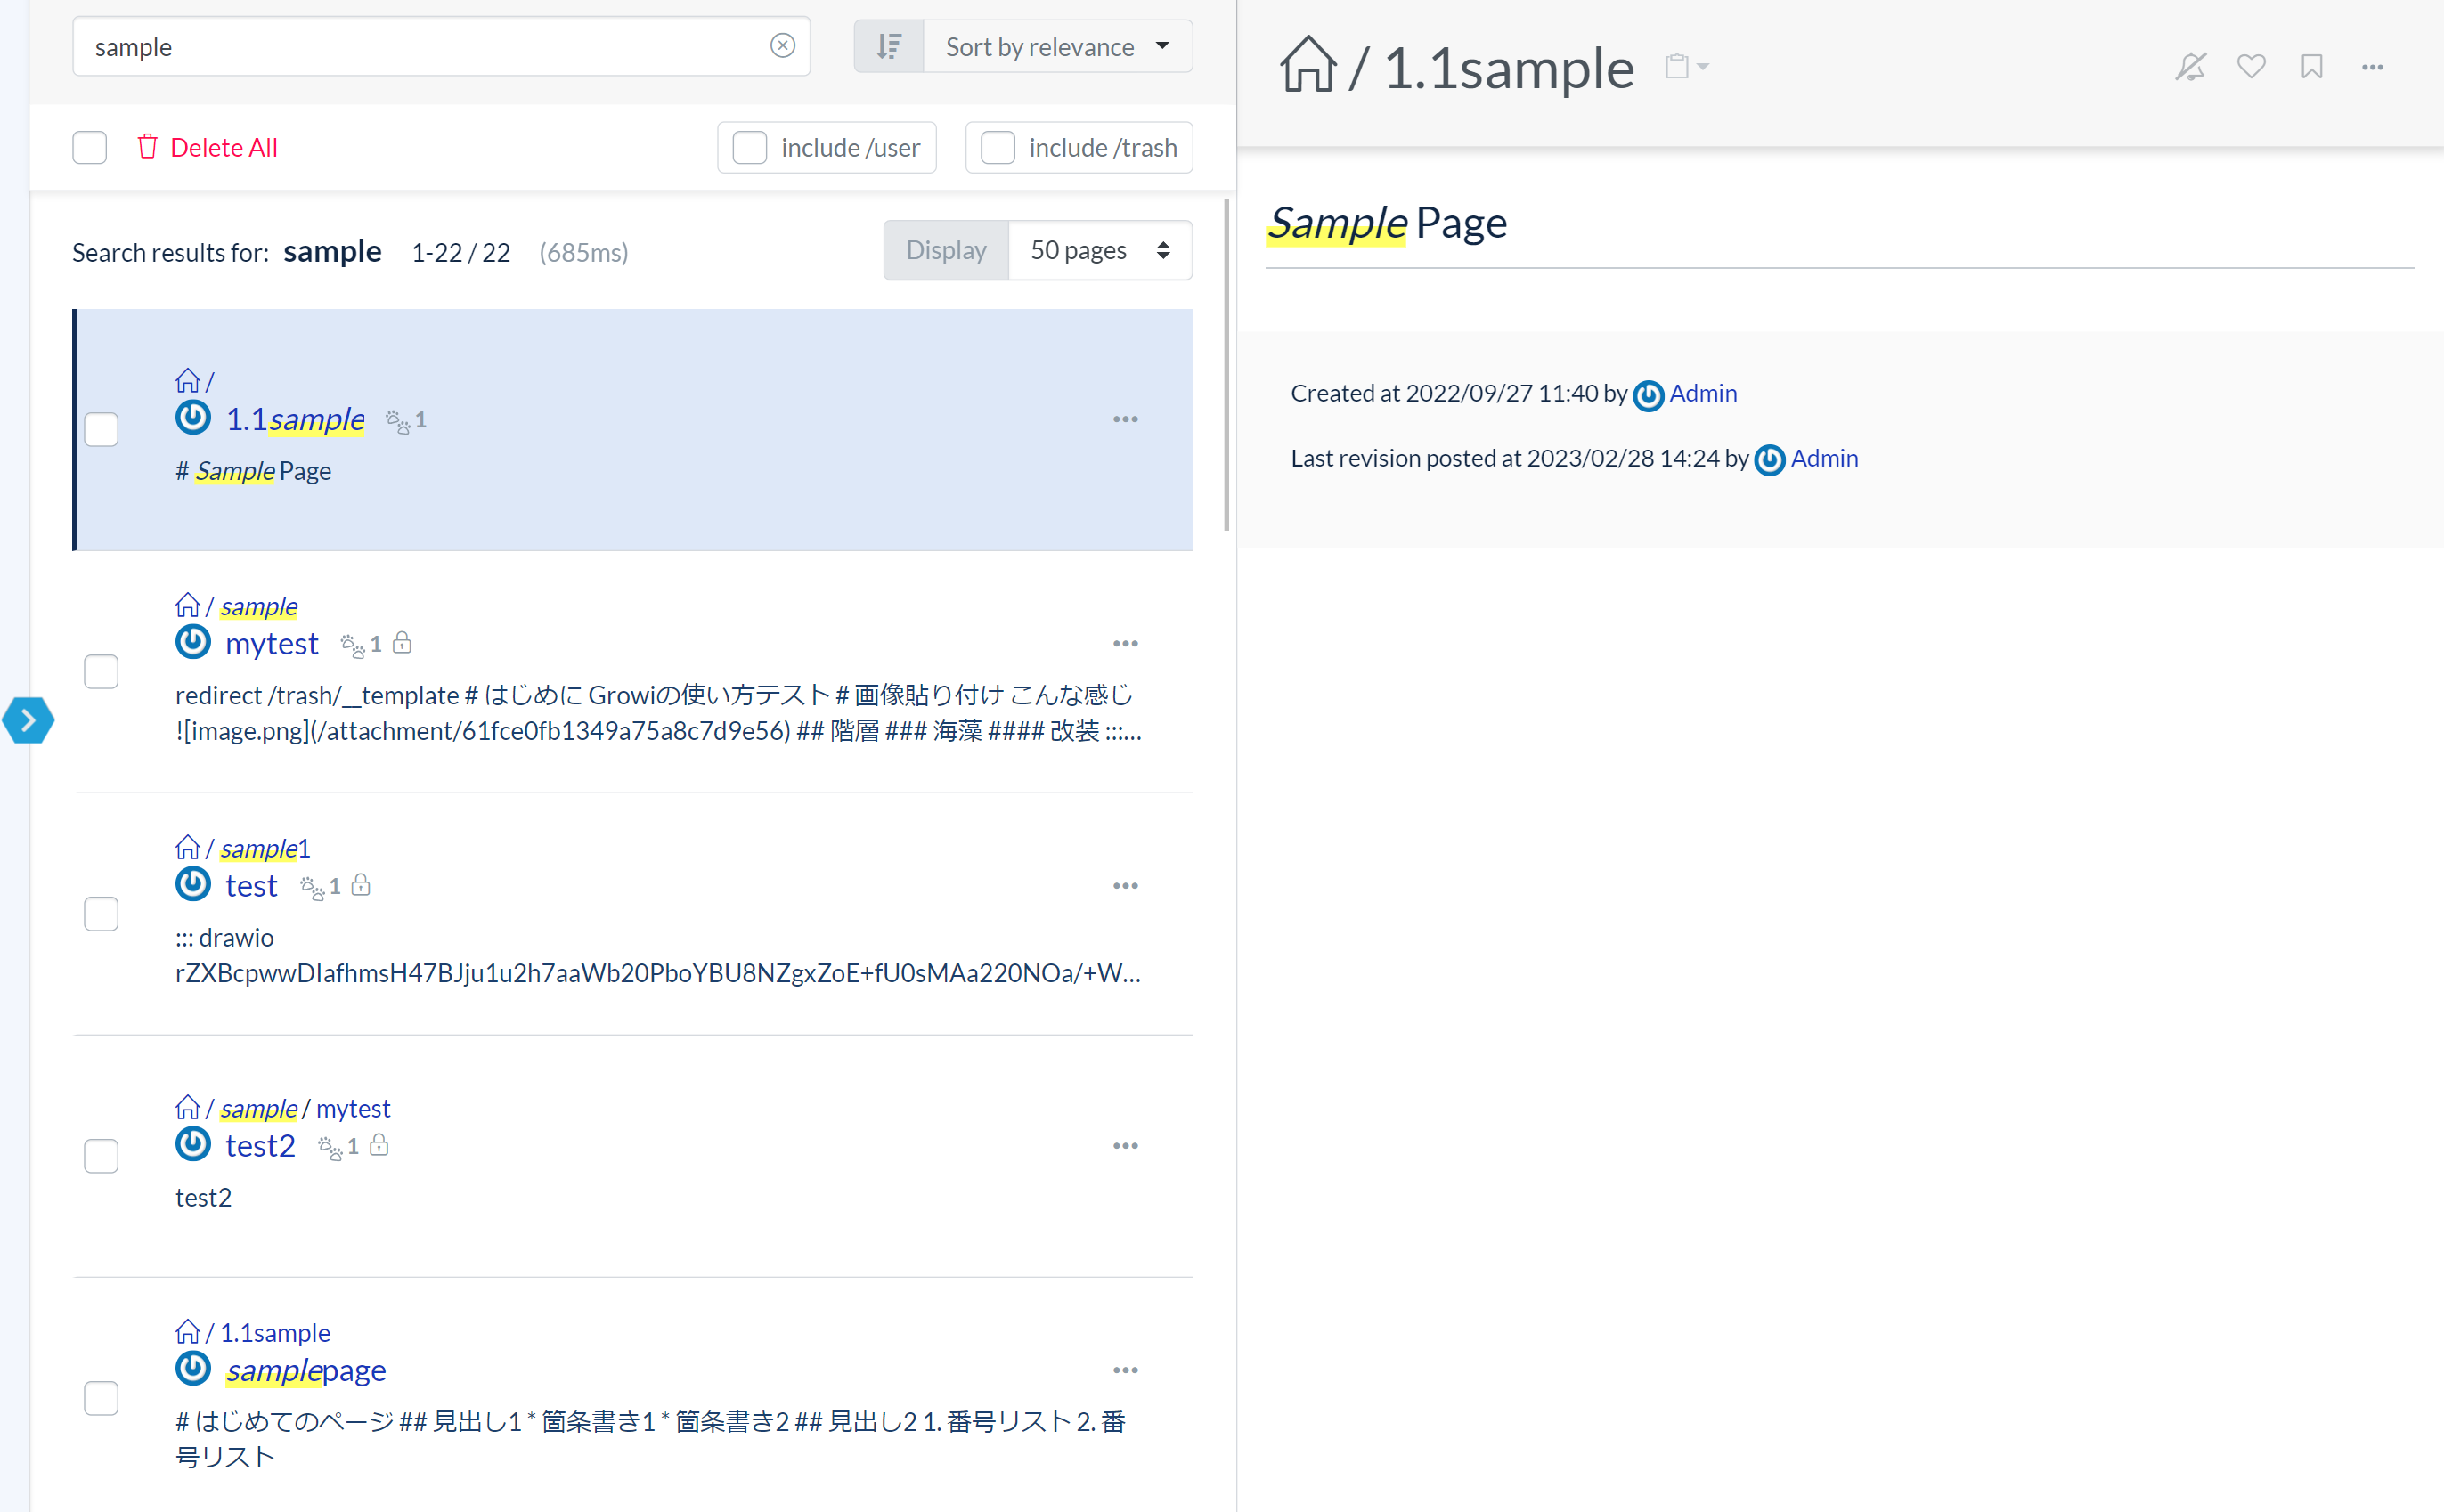 sample
Sort by relevance
Delete All
include /user
include /trash
Search results for: sample 1-22 / 22 (685ms)
Display
50 pages
/
1.1sample 1
# Sample Page
/ sample
mytest 1
redirect /trash/__template # はじめに Growiの使い方テスト # 画像貼り付け こんな感じ
![image.png](/attachment/61fce0fb1349a75a8c7d9e56) ## 階層 ### 海藻 #### 改装 :::...
/ sample1
test 1
::: drawio
rZXBcpwwDIafhmsH47BJju1u2h7aaWb20PboYBU8NZgxZoE+fU0sMAa220NOa/+W...
/ sample / mytest
test2 1
test2
/ 1.1sample
samplepage
# はじめてのページ ## 見出し1 * 箇条書き1 * 箇条書き2 ## 見出し2 1. 番号リスト 2. 番
号リスト
/ 1.1sample
Sample Page
Created at 2022/09/27 11:40 by Admin
Last revision posted at 2023/02/28 14:24 by Admin